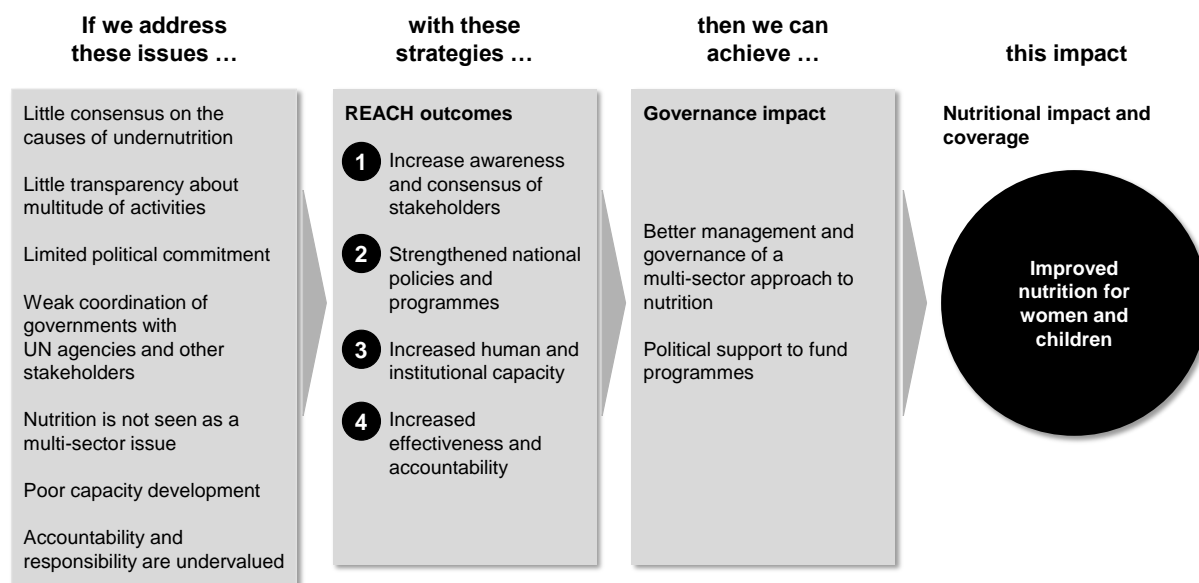 If we address
these issues …
with these
strategies …
then we can
achieve …
this impact
Little consensus on the
causes of undernutrition
Little transparency about
multitude of activities
Limited political commitment
Weak coordination of
governments with
UN agencies and other
stakeholders
Nutrition is not seen as a
multi-sector issue
Poor capacity development
Accountability and
responsibility are undervalued
REACH outcomes
1 Increase awareness
and consensus of
stakeholders
2 Strengthened national
policies and
programmes
3 Increased human and
institutional capacity
4 Increased
effectiveness and
accountability
Governance impact
Better management and
governance of a
multi-sector approach to
nutrition
Political support to fund
programmes
Nutritional impact and
coverage
Improved
nutrition for
women and
children